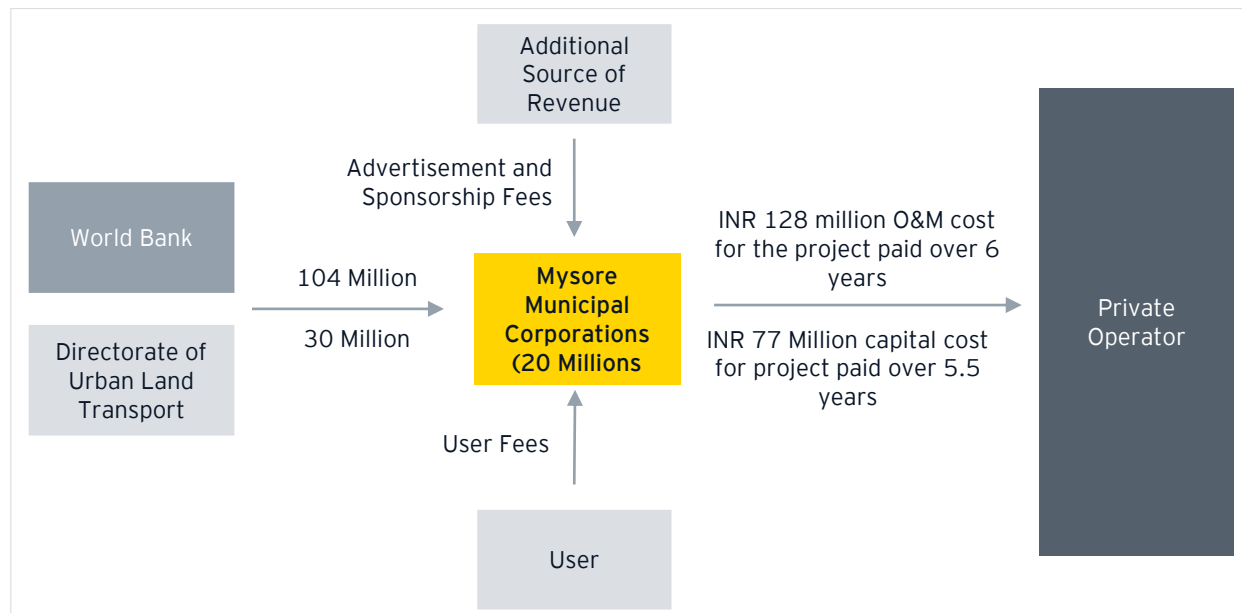 Additional
Source of
Revenue
Advertisement and
Sponsorship Fees
World Bank
Directorate of
Urban Land
Transport
104 Million
30 Million
Mysore
Municipal
Corporations
(20 Millions
INR 128 million O&M cost
for the project paid over 6
years
INR 77 Million capital cost
for project paid over 5.5
years
Private
Operator
User Fees
User